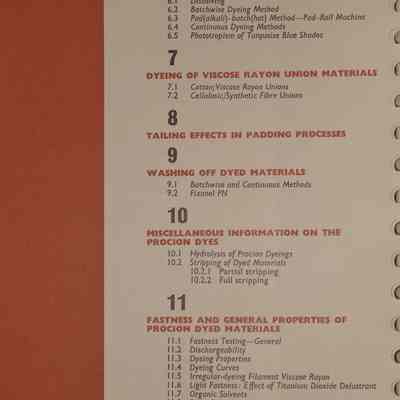 6.1 Dissolving
6.2 Batchwise Dyeing Method
6.3 Pad(alkali)-batch(hot) Method—Pad-Roll Machine
6.4 Continuous Dyeing Methods
6.5 Phototropism of Turquoise Blue Shades
7
DYEING OF VISCOSE RAYON UNION MATERIALS
7.1 Cotton/Viscose Rayon Unions
7.2 Cellulosic/Synthetic Fibre Unions
8
TAILING EFFECTS IN PADDING PROCESSES
9
WASHING OFF DYED MATERIALS
9.1 Batchwise and Continuous Methods
9.2 Fixanol PN
10
MISCELLANEOUS INFORMATION ON THE
PROCION DYES
10.1 Hydrolysis of Procion Dyeings
10.2 Stripping of Dyed Materials
10.2.1 Partial stripping
10.2.2 Full stripping
11
FASTNESS AND GENERAL PROPERTIES OF
PROCION DYED MATERIALS
11.1 Fastness Testing—General
11.2 Dischargeability
11.3 Dyeing Properties
11.4 Dyeing Curves
11.5 Irregular-dyeing Filament Viscose Rayon
11.6 Light Fastness: Effect of Titanium Dioxide Delustrant
11.7 Organic Solvents